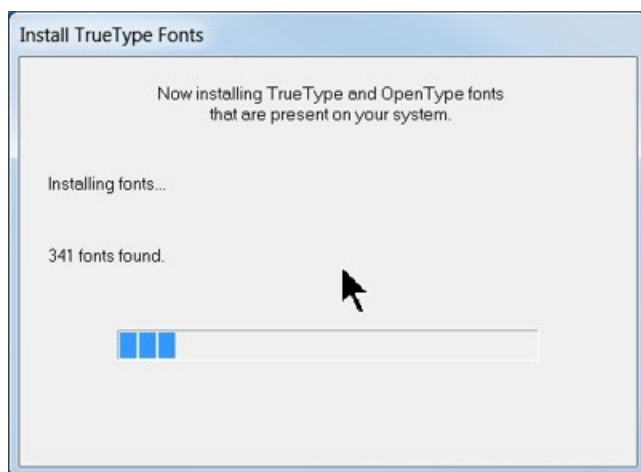 Install TrueType Fonts
Now installing TrueType and OpenType fonts
that are present on your system.
Installing fonts...
341 fonts found.